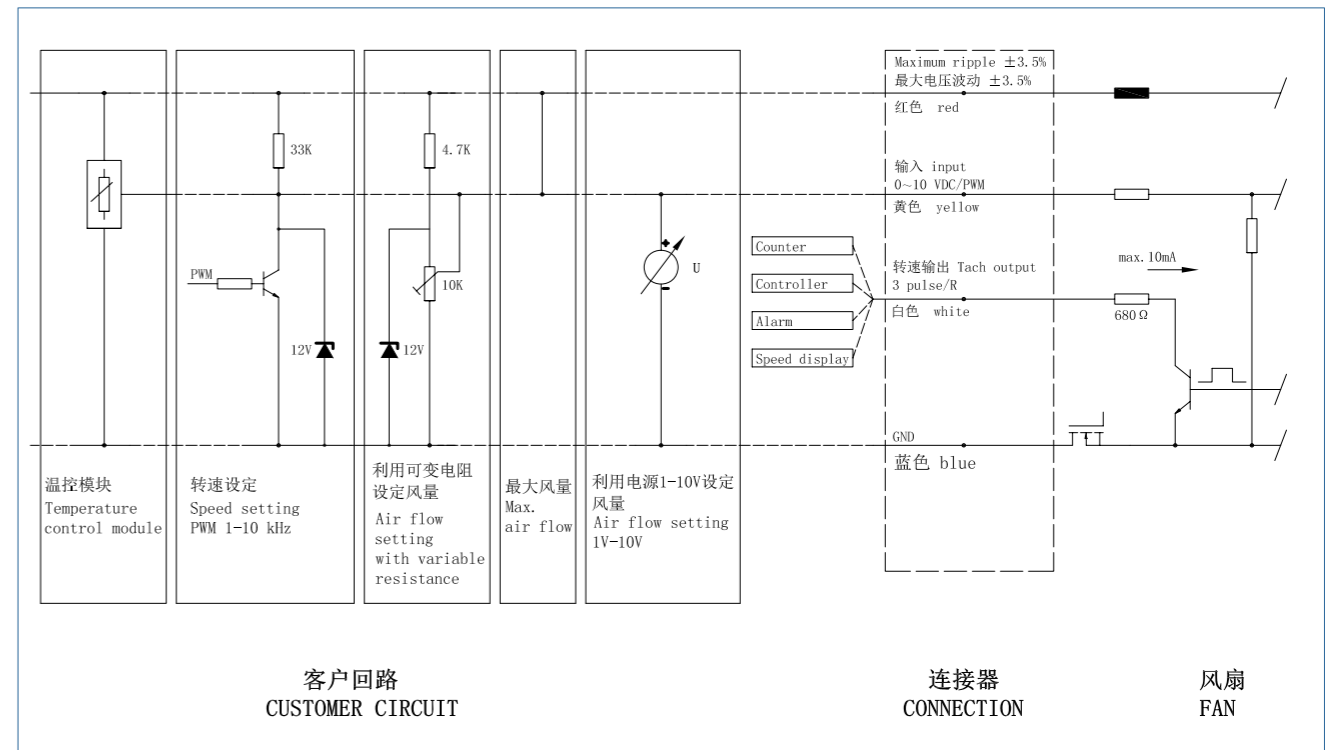 Maximum ripple ±3.5%
最大电压波动 ±3.5%
红色 red
33K
4.7K
输入 input
0~10 VDC/PWM
黄色 yellow
PWM
10K
12V
12V
U
Counter
Controller
Alarm
Speed display
转速输出 Tach output
3 pulse/R
白色 white
max. 10mA
680Ω
GND
蓝色 blue
温控模块
Temperature
control module
转速设定
Speed setting
PWM 1-10 kHz
利用可变电阻
设定风量
Air flow
setting
with variable
resistance
最大风量
Max.
air flow
利用电源1-10V设定
风量
Air flow setting
1V-10V
客户回路
CUSTOMER CIRCUIT
连接器
CONNECTION
风扇
FAN